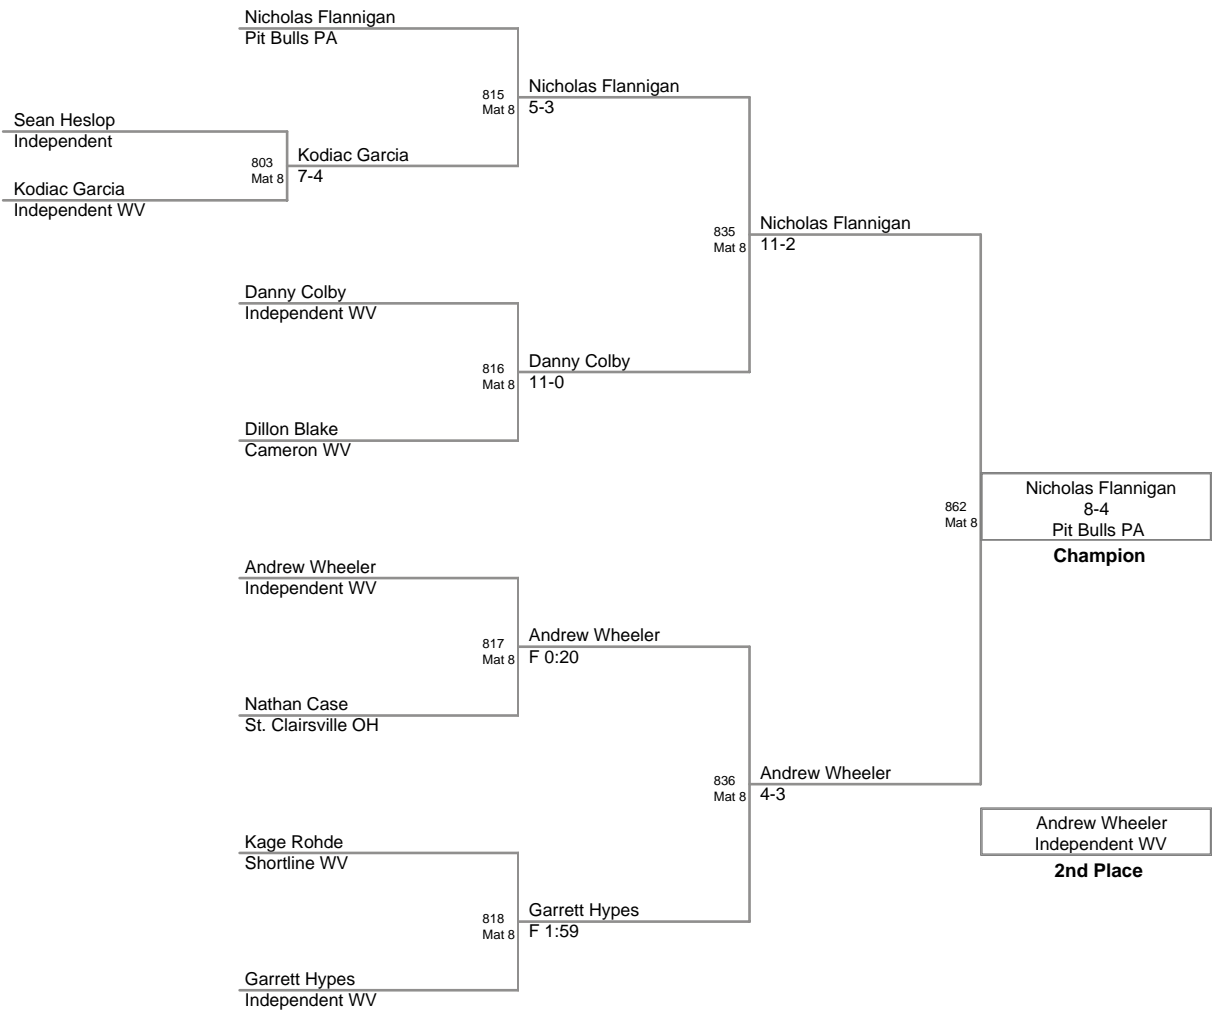 Nicholas Flannigan
Pit Bulls PA
815
Mat 8
Nicholas Flannigan
5-3
Sean Heslop
Independent
803
Mat 8
Kodiac Garcia
7-4
Kodiac Garcia
Independent WV
835
Mat 8
Nicholas Flannigan
11-2
Danny Colby
Independent WV
816
Mat 8
Danny Colby
11-0
Dillon Blake
Cameron WV
862
Mat 8
Nicholas Flannigan
8-4
Pit Bulls PA
Champion
Andrew Wheeler
Independent WV
817
Mat 8
Andrew Wheeler
F 0:20
Nathan Case
St. Clairsville OH
836
Mat 8
Andrew Wheeler
4-3
Andrew Wheeler
Independent WV
2nd Place
Kage Rohde
Shortline WV
818
Mat 8
Garrett Hypes
F 1:59
Garrett Hypes
Independent WV